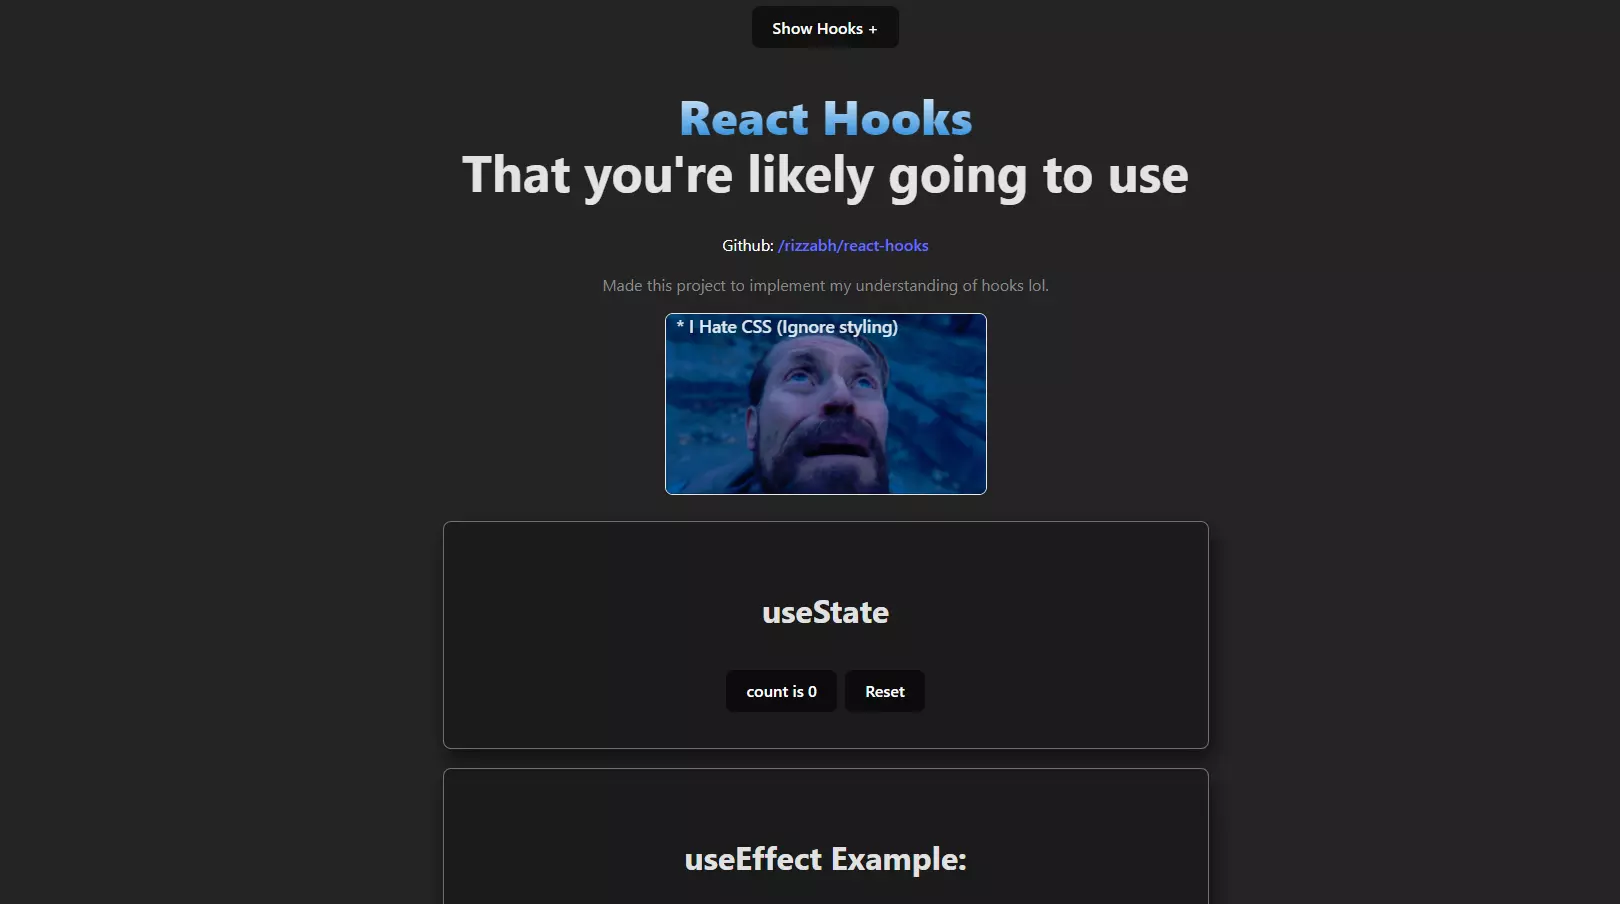 Show Hooks +
React Hooks
That you're likely going to use
Github: /rizzabh/react-hooks
Made this project to implement my understanding of hooks lol.
* I Hate CSS (Ignore styling)
useState
count is 0
Reset
useEffect Example: